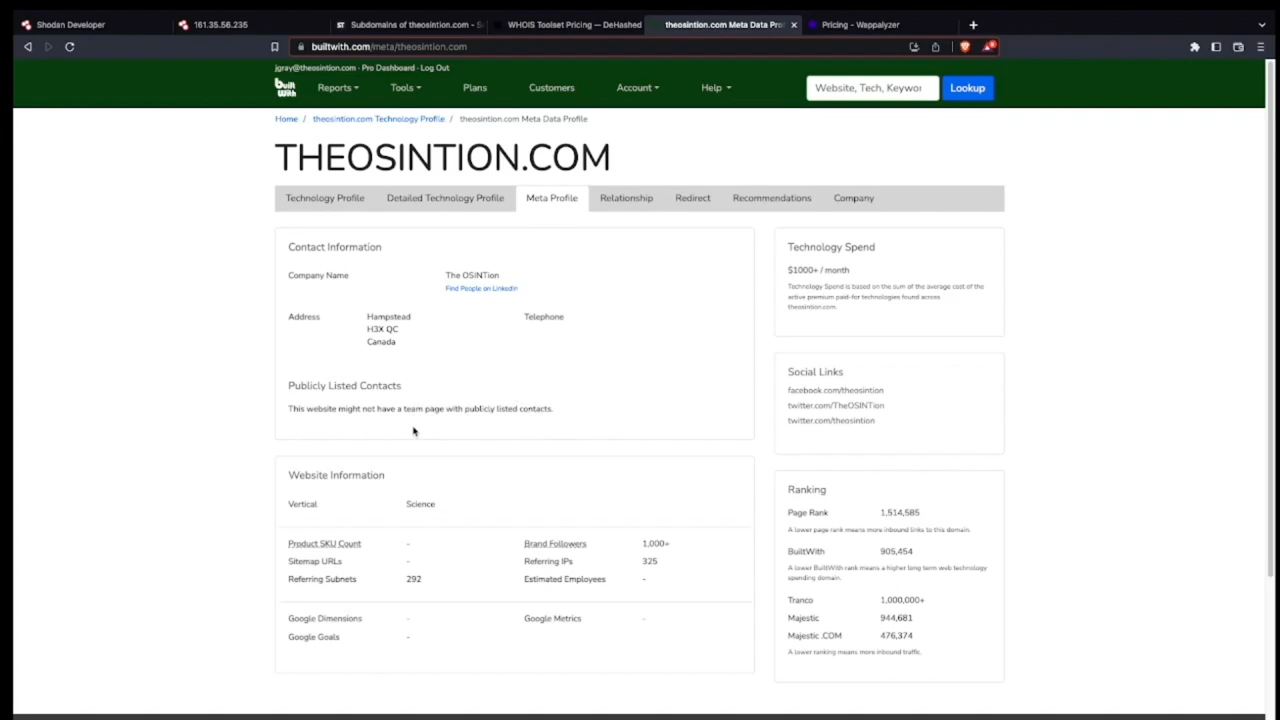 Shodan Developer
161.35.56.235
ST Subdomains of theosintion.com - S
WHOIS Toolset Pricing — DeHashed
theosintion.com Meta Data Pro
Pricing - Wappalyzer
builtwith.com/meta/theosintion.com
jgray@theosintion.com · Pro Dashboard · Log Out
built with
Reports Tools Plans Customers Account Help
Website, Tech, Keywor Lookup
Home / theosintion.com Technology Profile / theosintion.com Meta Data Profile
THEOSINTION.COM
Technology Profile Detailed Technology Profile Meta Profile Relationship Redirect Recommendations Company
Contact Information
Company Name The OSINTion
Find People on LinkedIn
Address Hampstead Telephone
H3X QC
Canada
Publicly Listed Contacts
This website might not have a team page with publicly listed contacts.
Website Information
Vertical Science
Product SKU Count - Brand Followers 1,000+
Sitemap URLs - Referring IPs 325
Referring Subnets 292 Estimated Employees -
Google Dimensions - Google Metrics -
Google Goals -
Technology Spend
$1000+ / month
Technology Spend is based on the sum of the average cost of the
active premium paid-for technologies found across
theosintion.com.
Social Links
facebook.com/theosintion
twitter.com/TheOSINTion
twitter.com/theosintion
Ranking
Page Rank 1,514,585
A lower page rank means more inbound links to this domain.
BuiltWith 905,454
A lower BuiltWith rank means a higher long term web technology
spending domain.
Tranco 1,000,000+
Majestic 944,681
Majestic .COM 476,374
A lower ranking means more inbound traffic.